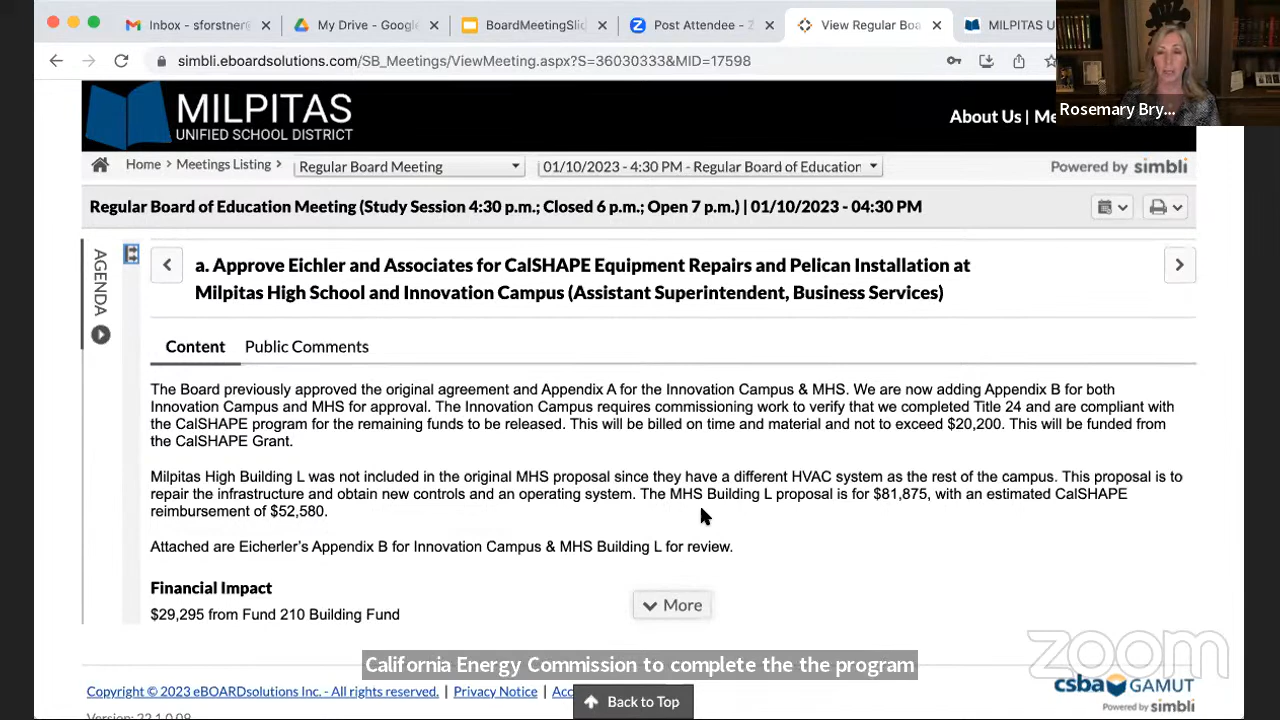 Inbox - sforstner@
My Drive - Google
BoardMeetingSlid
Post Attendee - Z
View Regular Boa
MILPITAS U
simbli.eboardsolutions.com/SB_Meetings/ViewMeeting.aspx?S=36030333&MID=17598
Rosemary Bry...
MILPITAS
UNIFIED SCHOOL DISTRICT
About Us | Me
Home > Meetings Listing >
Regular Board Meeting
01/10/2023 - 4:30 PM - Regular Board of Education
Powered by simbli
Regular Board of Education Meeting (Study Session 4:30 p.m.; Closed 6 p.m.; Open 7 p.m.) | 01/10/2023 - 04:30 PM
AGENDA
a. Approve Eichler and Associates for CalSHAPE Equipment Repairs and Pelican Installation at
Milpitas High School and Innovation Campus (Assistant Superintendent, Business Services)
Content
Public Comments
The Board previously approved the original agreement and Appendix A for the Innovation Campus & MHS. We are now adding Appendix B for both
Innovation Campus and MHS for approval. The Innovation Campus requires commissioning work to verify that we completed Title 24 and are compliant with
the CalSHAPE program for the remaining funds to be released. This will be billed on time and material and not to exceed $20,200. This will be funded from
the CalSHAPE Grant.
Milpitas High Building L was not included in the original MHS proposal since they have a different HVAC system as the rest of the campus. This proposal is to
repair the infrastructure and obtain new controls and an operating system. The MHS Building L proposal is for $81,875, with an estimated CalSHAPE
reimbursement of $52,580.
Attached are Eicherler's Appendix B for Innovation Campus & MHS Building L for review.
Financial Impact
$29,295 from Fund 210 Building Fund
More
California Energy Commission to complete the the program
zoom
Copyright © 2023 eBOARDsolutions Inc. - All rights reserved. | Privacy Notice | Acc
Back to Top
csba GAMUT
Powered by simbli
Version: 22.1.0.09